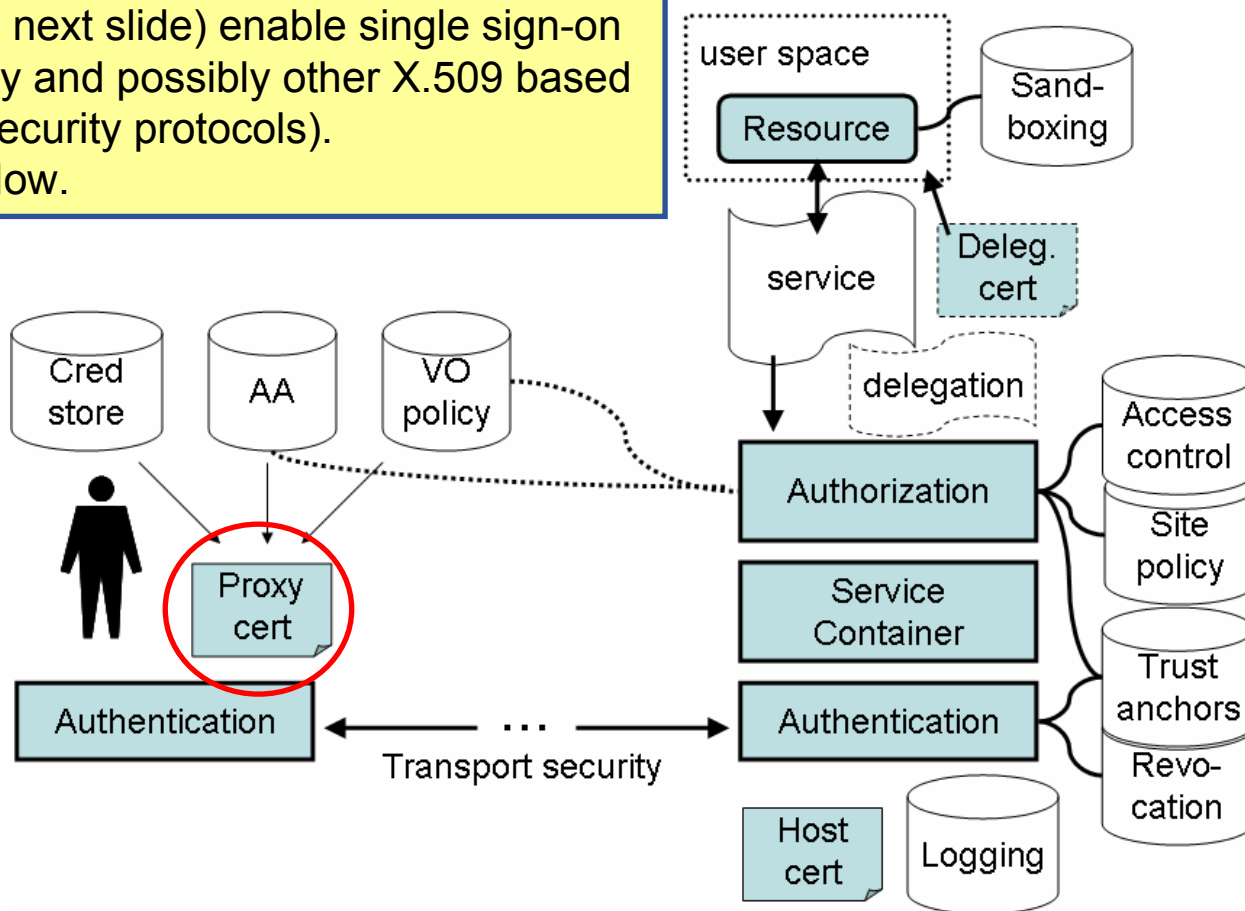 next slide) enable single sign-on
y and possibly other X.509 based
ecurity protocols).
low.
user space
Resource
Sand-
boxing
service
Deleg.
cert
delegation
Cred
store
AA
VO
policy
Proxy
cert
Authentication
...
Transport security
Authorization
Service
Container
Authentication
Access
control
Site
policy
Trust
anchors
Revo-
cation
Host
cert
Logging